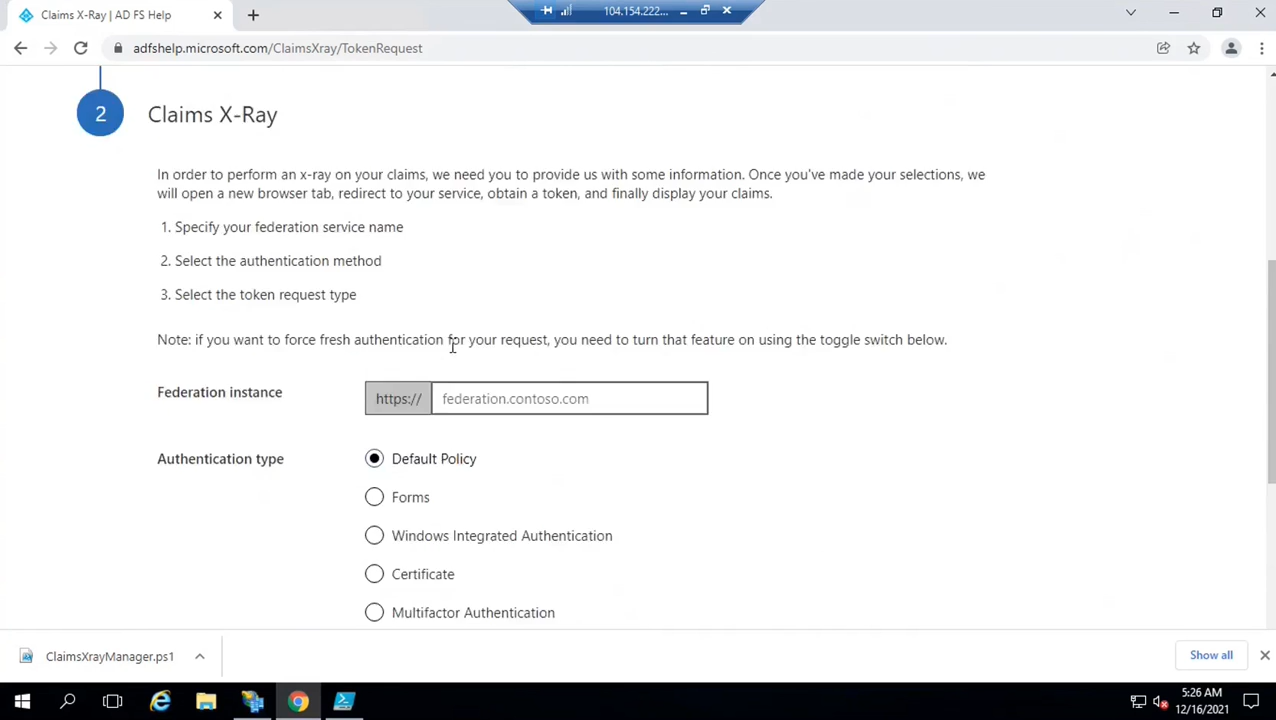 Claims X-Ray | AD FS Help
104.154.222...
adfshelp.microsoft.com/ClaimsXray/TokenRequest
2
Claims X-Ray
In order to perform an x-ray on your claims, we need you to provide us with some information. Once you've made your selections, we
will open a new browser tab, redirect to your service, obtain a token, and finally display your claims.
1. Specify your federation service name
2. Select the authentication method
3. Select the token request type
Note: if you want to force fresh authentication for your request, you need to turn that feature on using the toggle switch below.
Federation instance
https://
federation.contoso.com
Authentication type
Default Policy
Forms
Windows Integrated Authentication
Certificate
Multifactor Authentication
ClaimsXrayManager.ps1
Show all
5:26 AM
12/16/2021